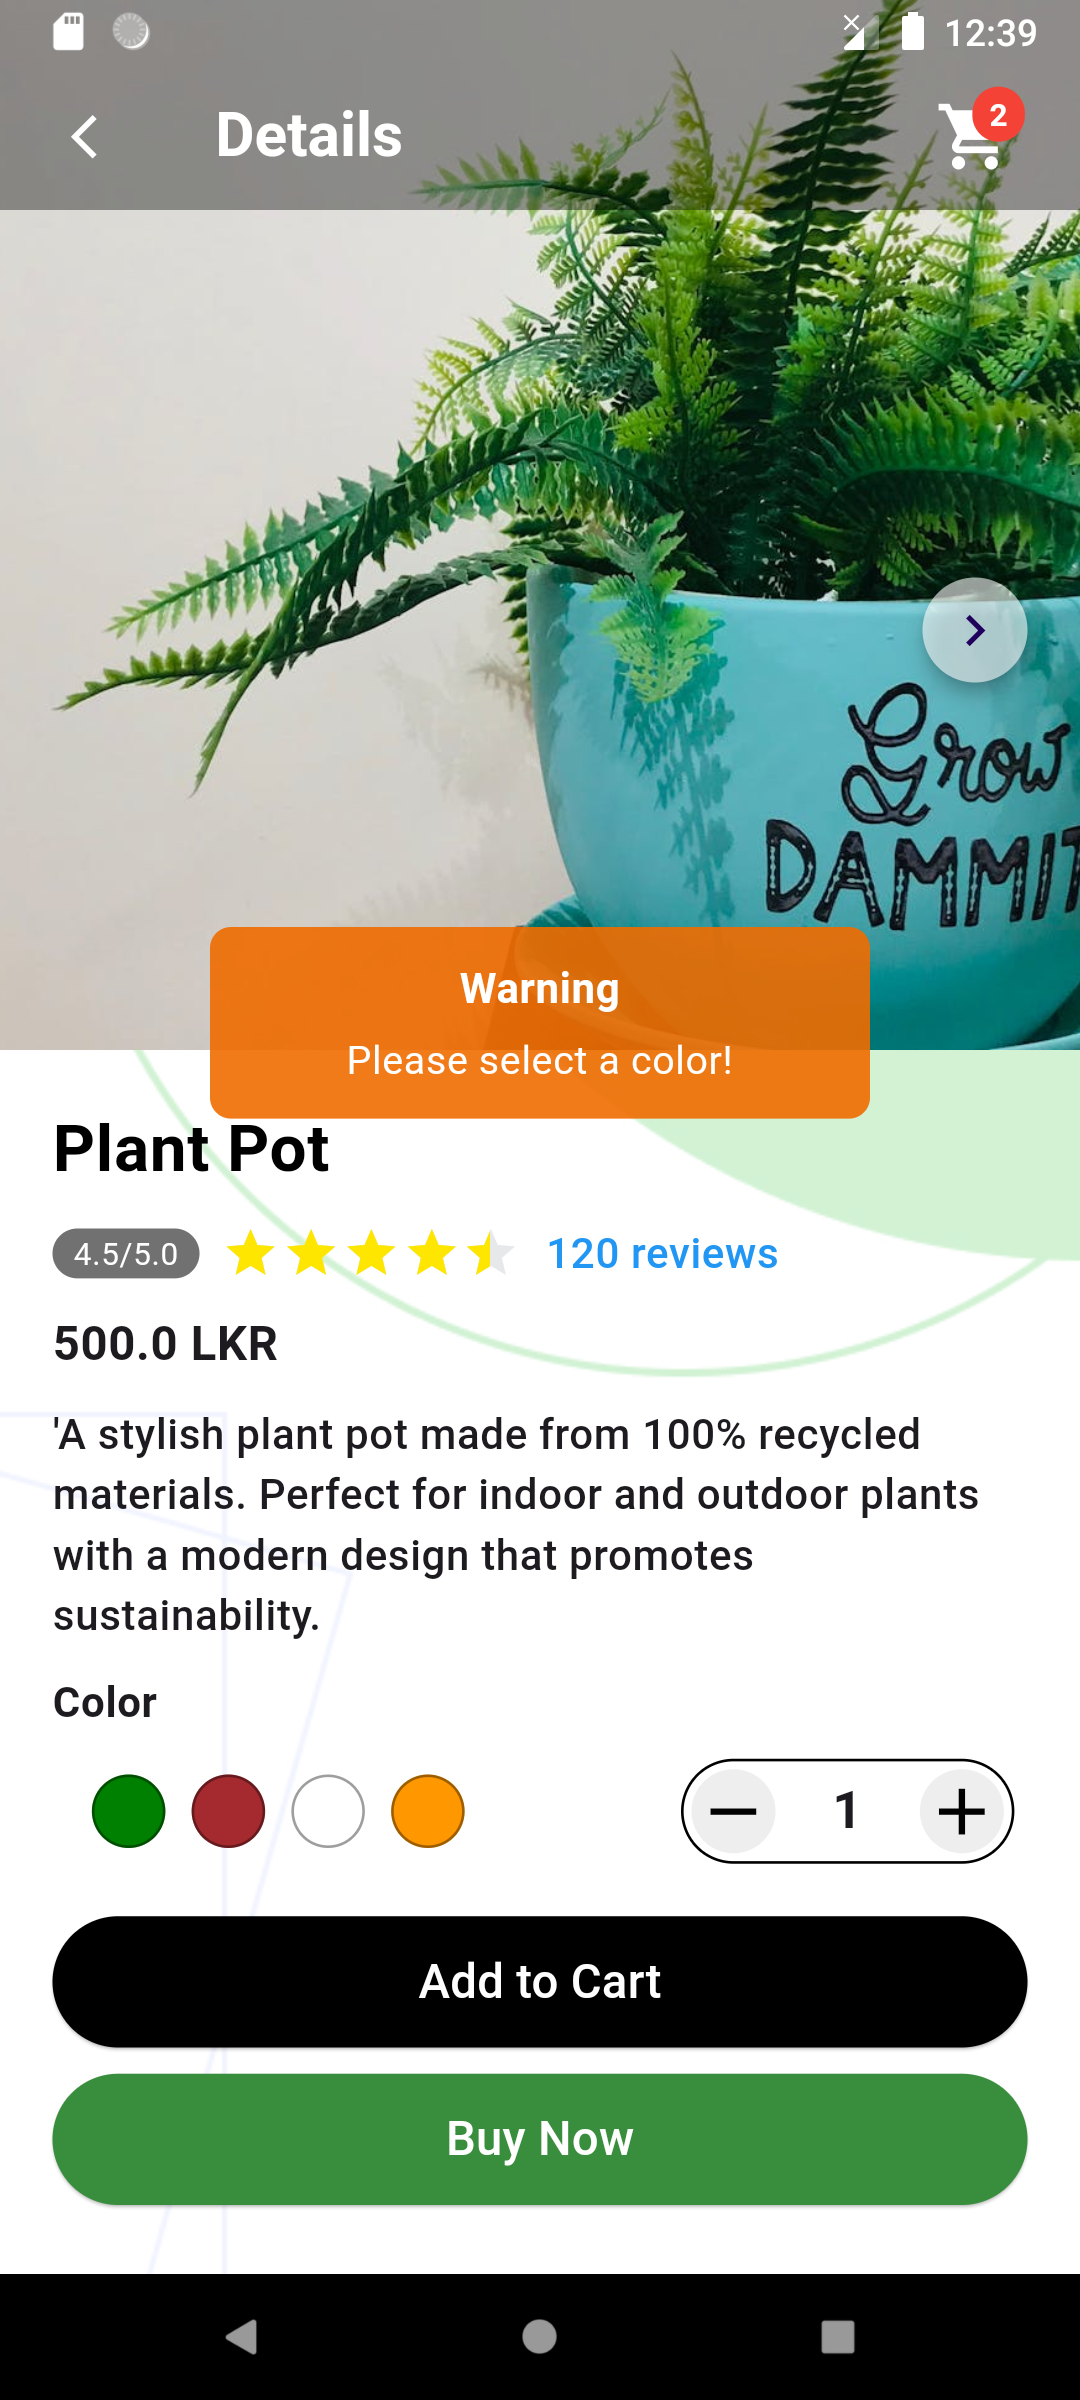 12:39
Details
2
Grow
DAMMIT
Warning
Please select a color!
Plant Pot
4.5/5.0
120 reviews
500.0 LKR
'A stylish plant pot made from 100% recycled
materials. Perfect for indoor and outdoor plants
with a modern design that promotes
sustainability.
Color
1
Add to Cart
Buy Now